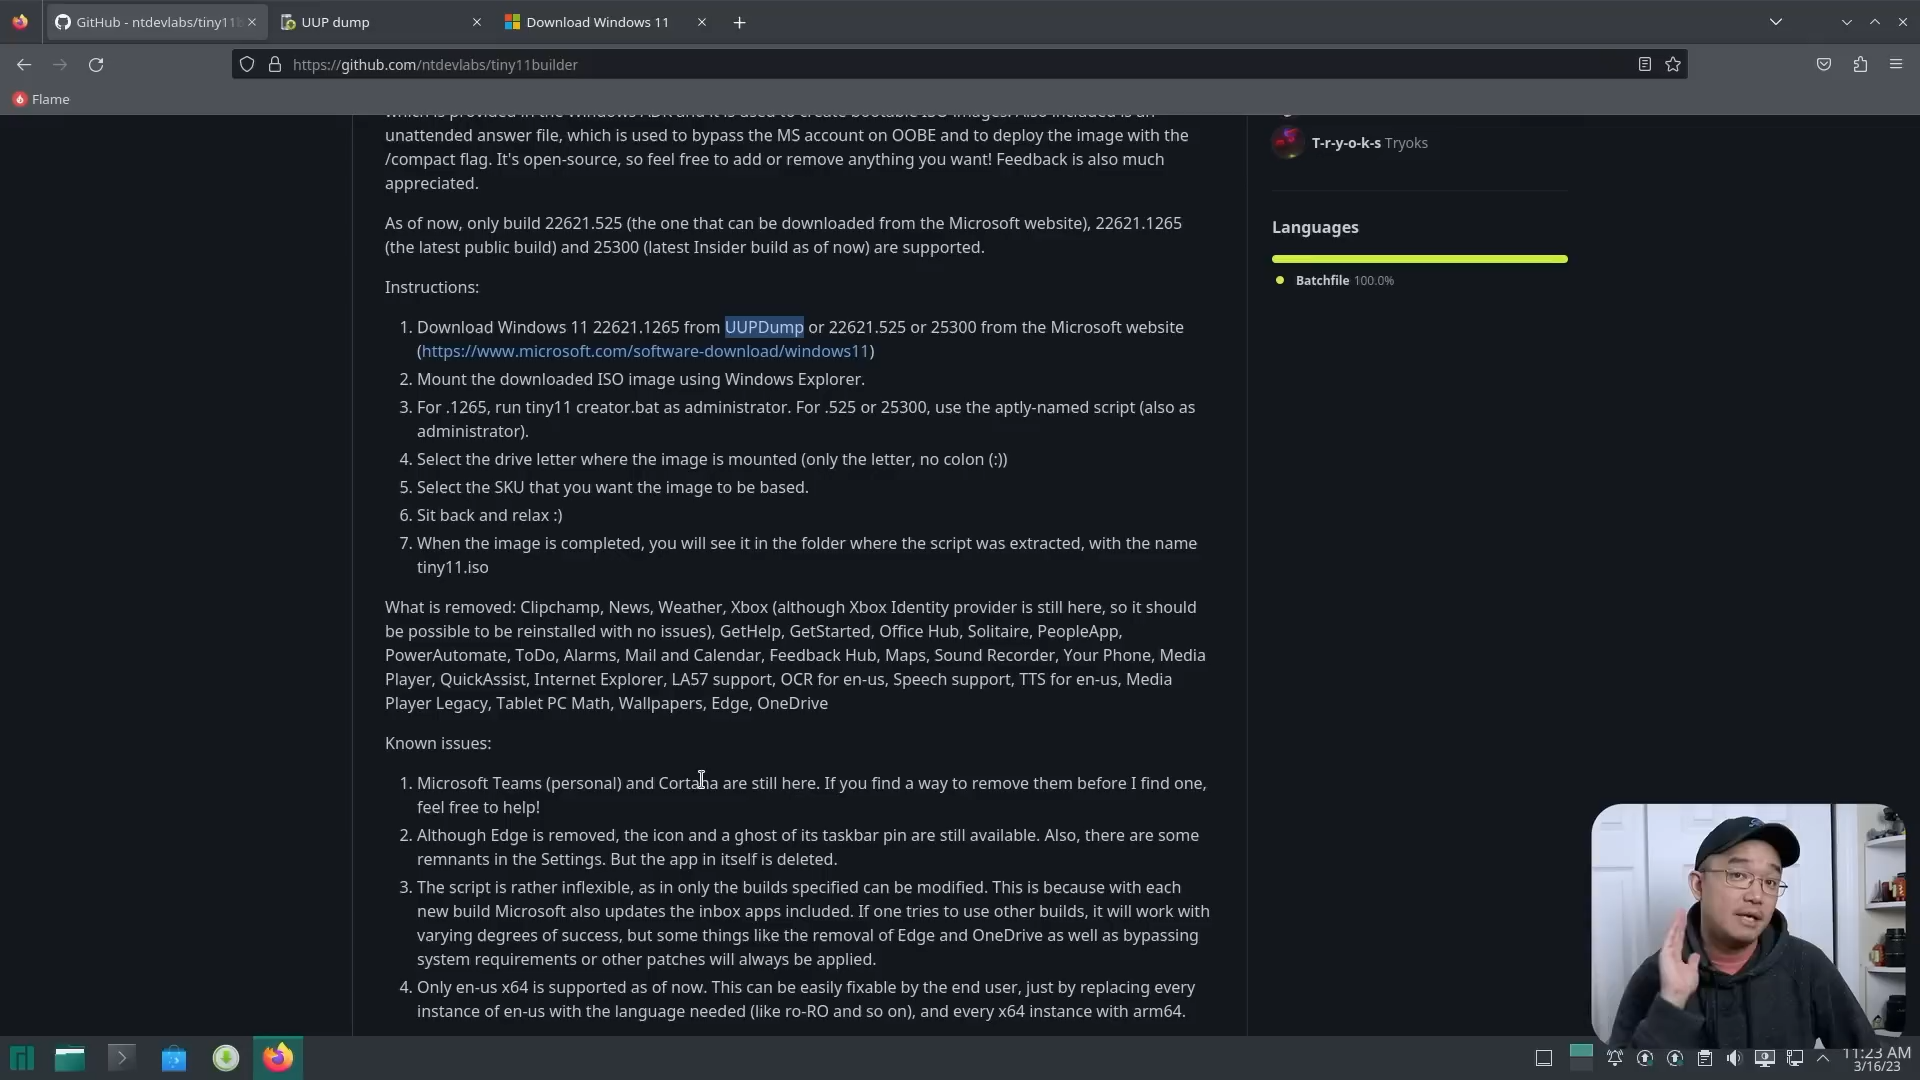 GitHub - ntdevlabs/tiny11b
UUP dump
Download Windows 11
https://github.com/ntdevlabs/tiny11builder
Flame
unattended answer file, which is used to bypass the MS account on OOBE and to deploy the image with the
/compact flag. It's open-source, so feel free to add or remove anything you want! Feedback is also much
appreciated.
As of now, only build 22621.525 (the one that can be downloaded from the Microsoft website), 22621.1265
(the latest public build) and 25300 (latest Insider build as of now) are supported.
Instructions:
1. Download Windows 11 22621.1265 from UUPDump or 22621.525 or 25300 from the Microsoft website
(https://www.microsoft.com/software-download/windows11)
2. Mount the downloaded ISO image using Windows Explorer.
3. For .1265, run tiny11 creator.bat as administrator. For .525 or 25300, use the aptly-named script (also as
administrator).
4. Select the drive letter where the image is mounted (only the letter, no colon (:))
5. Select the SKU that you want the image to be based.
6. Sit back and relax :)
7. When the image is completed, you will see it in the folder where the script was extracted, with the name
tiny11.iso
What is removed: Clipchamp, News, Weather, Xbox (although Xbox Identity provider is still here, so it should
be possible to be reinstalled with no issues), GetHelp, GetStarted, Office Hub, Solitaire, PeopleApp,
PowerAutomate, ToDo, Alarms, Mail and Calendar, Feedback Hub, Maps, Sound Recorder, Your Phone, Media
Player, QuickAssist, Internet Explorer, LA57 support, OCR for en-us, Speech support, TTS for en-us, Media
Player Legacy, Tablet PC Math, Wallpapers, Edge, OneDrive
Known issues:
1. Microsoft Teams (personal) and Cortana are still here. If you find a way to remove them before I find one,
feel free to help!
2. Although Edge is removed, the icon and a ghost of its taskbar pin are still available. Also, there are some
remnants in the Settings. But the app in itself is deleted.
3. The script is rather inflexible, as in only the builds specified can be modified. This is because with each
new build Microsoft also updates the inbox apps included. If one tries to use other builds, it will work with
varying degrees of success, but some things like the removal of Edge and OneDrive as well as bypassing
system requirements or other patches will always be applied.
4. Only en-us x64 is supported as of now. This can be easily fixable by the end user, just by replacing every
instance of en-us with the language needed (like ro-RO and so on), and every x64 instance with arm64.
T-r-y-o-k-s Tryoks
Languages
Batchfile 100.0%
11:23 AM
3/16/23